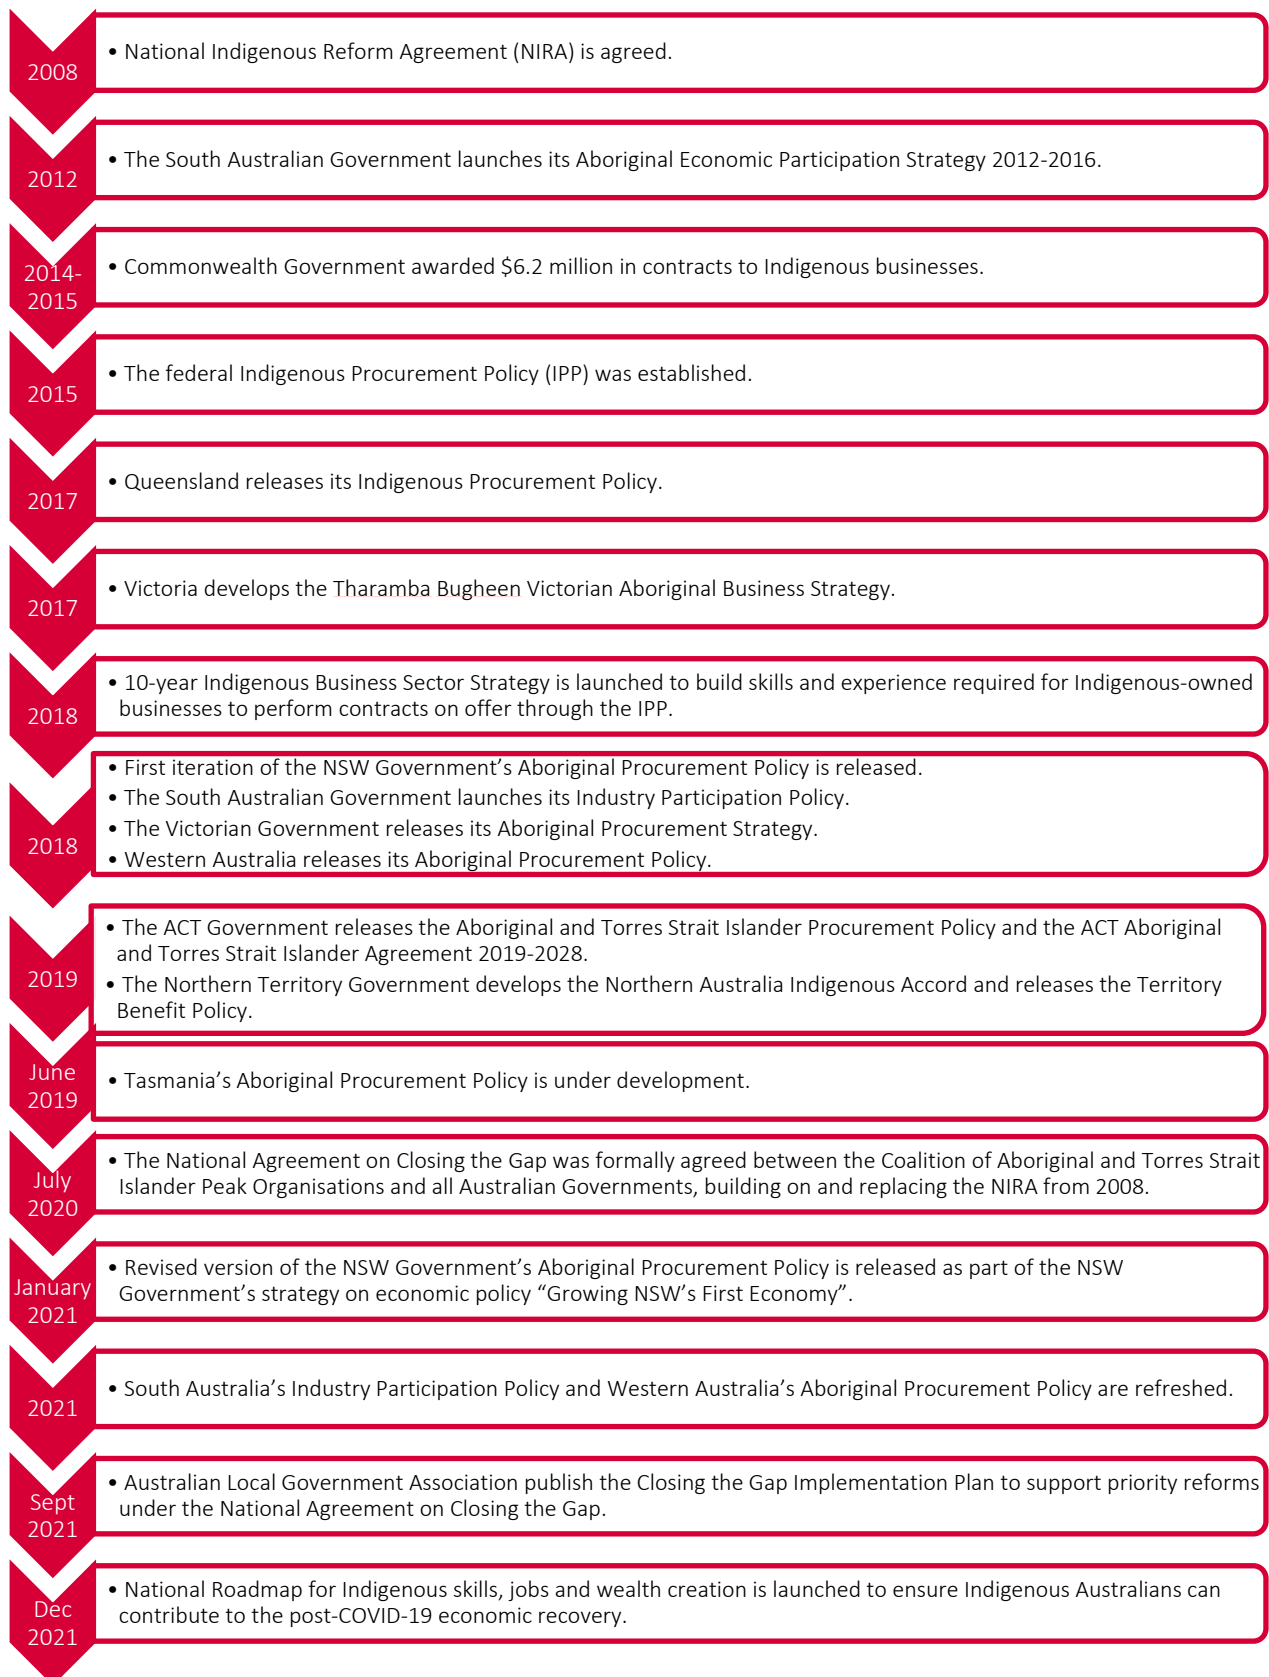 2008
• National Indigenous Reform Agreement (NIRA) is agreed.
2012
• The South Australian Government launches its Aboriginal Economic Participation Strategy 2012-2016.
2014-
2015
• Commonwealth Government awarded $6.2 million in contracts to Indigenous businesses.
2015
• The federal Indigenous Procurement Policy (IPP) was established.
2017
• Queensland releases its Indigenous Procurement Policy.
2017
• Victoria develops the Tharamba Bugheen Victorian Aboriginal Business Strategy.
2018
• 10-year Indigenous Business Sector Strategy is launched to build skills and experience required for Indigenous-owned
businesses to perform contracts on offer through the IPP.
2018
• First iteration of the NSW Government’s Aboriginal Procurement Policy is released.
• The South Australian Government launches its Industry Participation Policy.
• The Victorian Government releases its Aboriginal Procurement Strategy.
• Western Australia releases its Aboriginal Procurement Policy.
2019
• The ACT Government releases the Aboriginal and Torres Strait Islander Procurement Policy and the ACT Aboriginal
and Torres Strait Islander Agreement 2019-2028.
• The Northern Territory Government develops the Northern Australia Indigenous Accord and releases the Territory
Benefit Policy.
June
2019
• Tasmania’s Aboriginal Procurement Policy is under development.
July
2020
• The National Agreement on Closing the Gap was formally agreed between the Coalition of Aboriginal and Torres Strait
Islander Peak Organisations and all Australian Governments, building on and replacing the NIRA from 2008.
January
2021
• Revised version of the NSW Government’s Aboriginal Procurement Policy is released as part of the NSW
Government’s strategy on economic policy “Growing NSW’s First Economy”.
2021
• South Australia’s Industry Participation Policy and Western Australia’s Aboriginal Procurement Policy are refreshed.
Sept
2021
• Australian Local Government Association publish the Closing the Gap Implementation Plan to support priority reforms
under the National Agreement on Closing the Gap.
Dec
2021
• National Roadmap for Indigenous skills, jobs and wealth creation is launched to ensure Indigenous Australians can
contribute to the post-COVID-19 economic recovery.